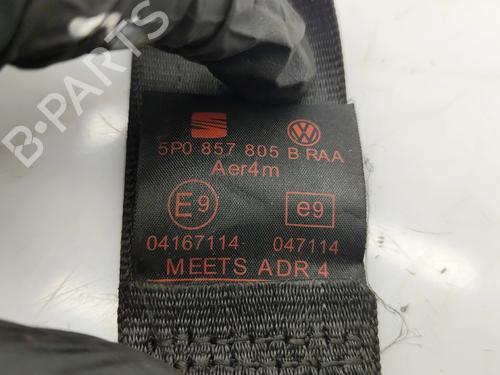 B-PARTS
5P0 857 805 B RAA
Aer4m
E9 e9
04167114 047114
MEETS ADR 4